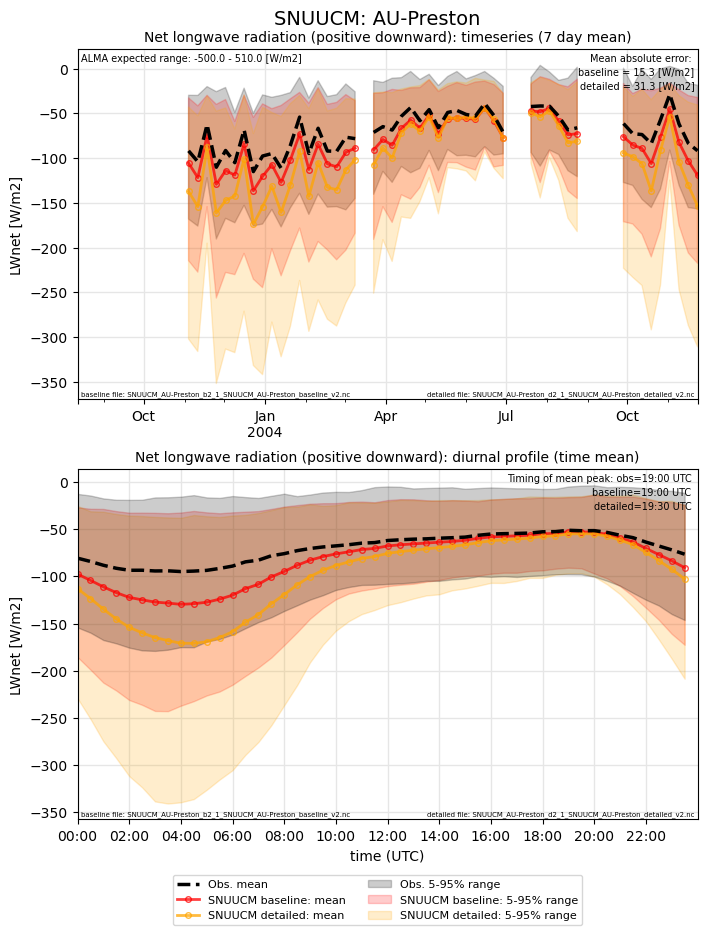 SNUUCM: AU-Preston
Net longwave radiation (positive downward): timeseries (7 day mean)
ALMA expected range: -500.0 - 510.0 [W/m2]
Mean absolute error:
baseline = 15.3 [W/m2]
detailed = 31.3 [W/m2]
LWnet [W/m2]
0
−50
−100
−150
−200
−250
−300
−350
baseline file: SNUUCM_AU-Preston_b2_1_SNUUCM_AU-Preston_baseline_v2.nc
detailed file: SNUUCM_AU-Preston_d2_1_SNUUCM_AU-Preston_detailed_v2.nc
Oct Jan Apr Jul Oct
2004
Net longwave radiation (positive downward): diurnal profile (time mean)
Timing of mean peak: obs=19:00 UTC
baseline=19:00 UTC
detailed=19:30 UTC
LWnet [W/m2]
0
−50
−100
−150
−200
−250
−300
−350
baseline file: SNUUCM_AU-Preston_b2_1_SNUUCM_AU-Preston_baseline_v2.nc
detailed file: SNUUCM_AU-Preston_d2_1_SNUUCM_AU-Preston_detailed_v2.nc
00:00 02:00 04:00 06:00 08:00 10:00 12:00 14:00 16:00 18:00 20:00 22:00
time (UTC)
Obs. mean
SNUUCM baseline: mean
SNUUCM detailed: mean
Obs. 5-95% range
SNUUCM baseline: 5-95% range
SNUUCM detailed: 5-95% range